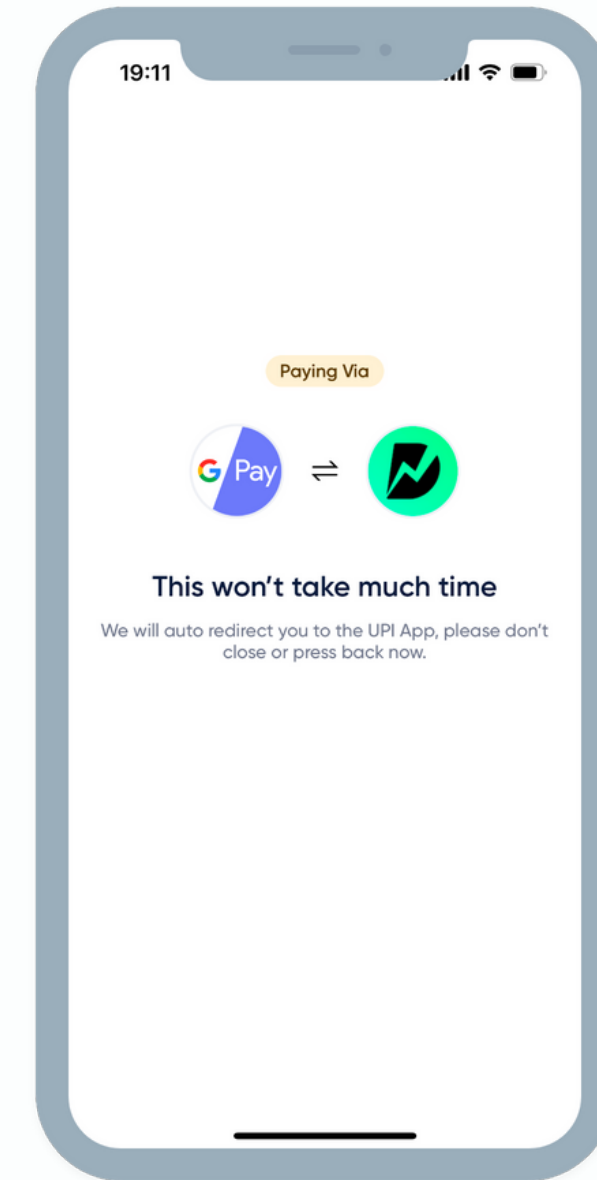 19:11
Paying Via
G Pay
This won't take much time
We will auto redirect you to the UPI App, please don't
close or press back now.